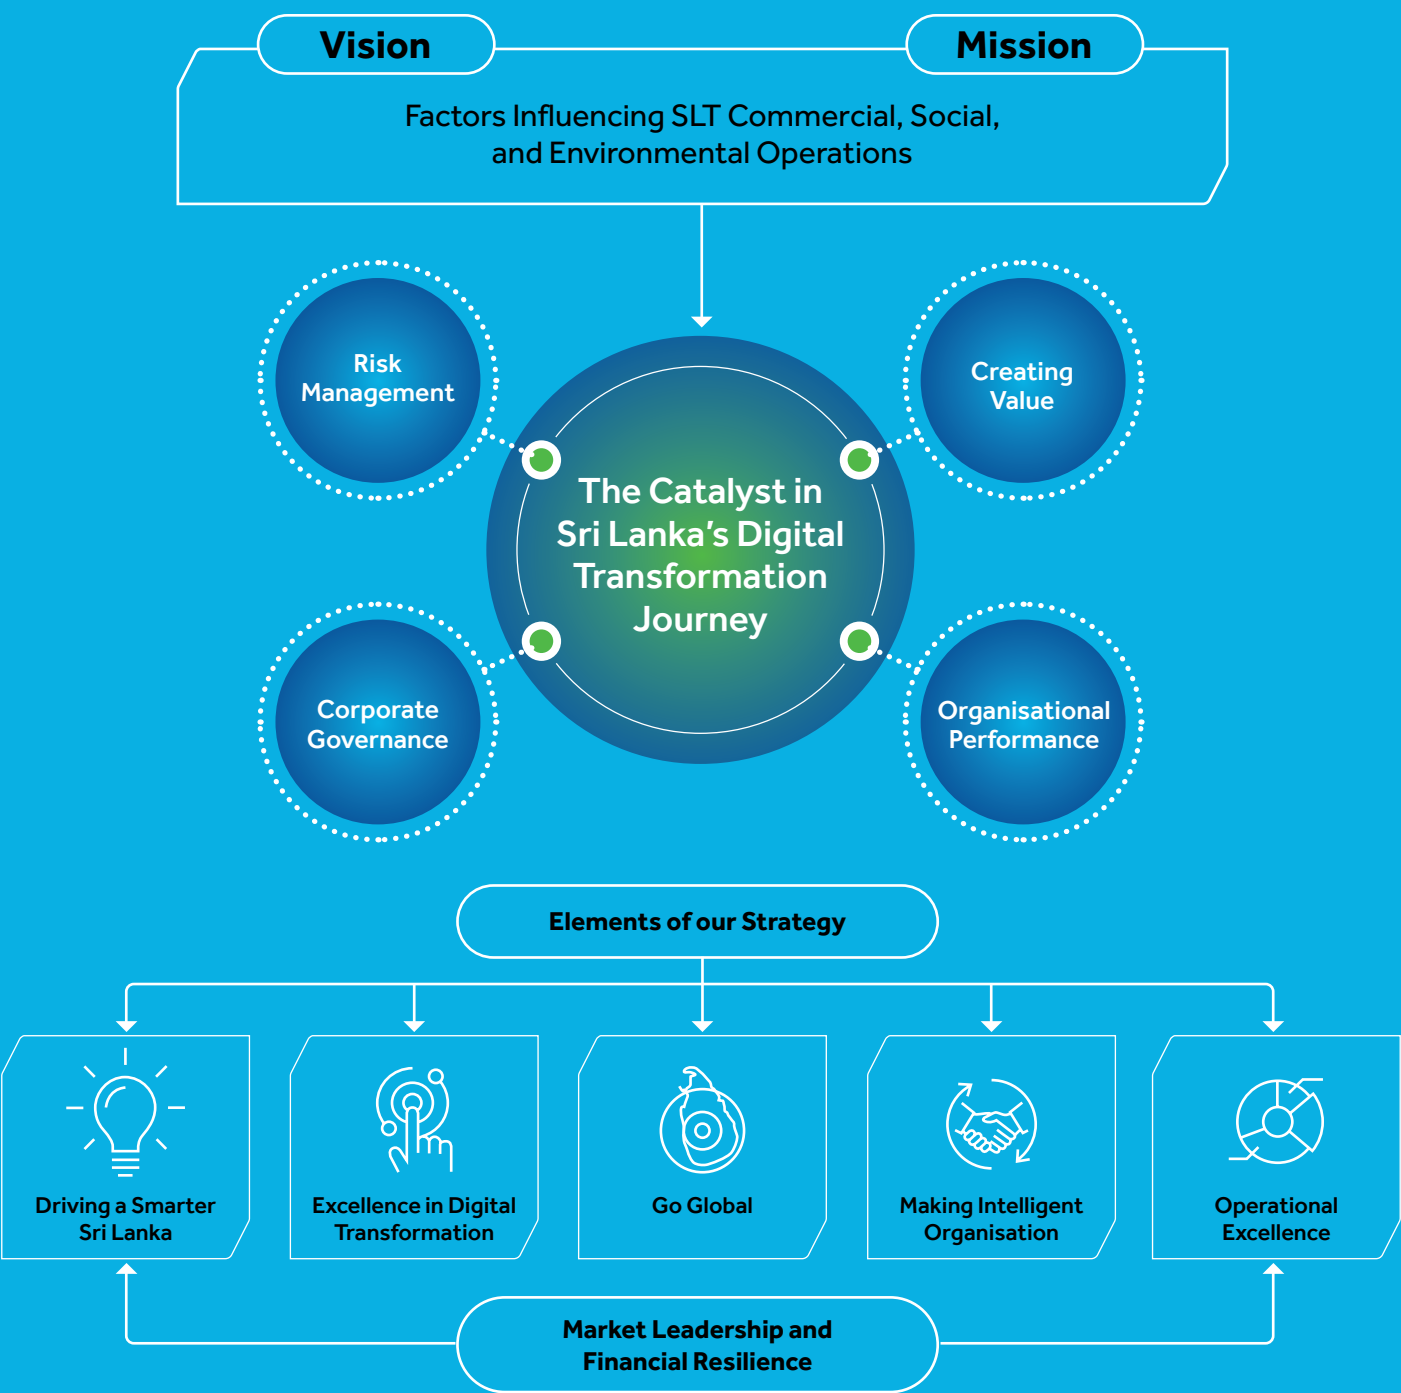 Vision
Mission
Factors Influencing SLT Commercial, Social,
and Environmental Operations
Risk
Management
Creating
Value
The Catalyst in
Sri Lanka’s Digital
Transformation
Journey
Corporate
Governance
Organisational
Performance
Elements of our Strategy
Driving a Smarter
Sri Lanka
Excellence in Digital
Transformation
Go Global
Making Intelligent
Organisation
Operational
Excellence
Market Leadership and
Financial Resilience